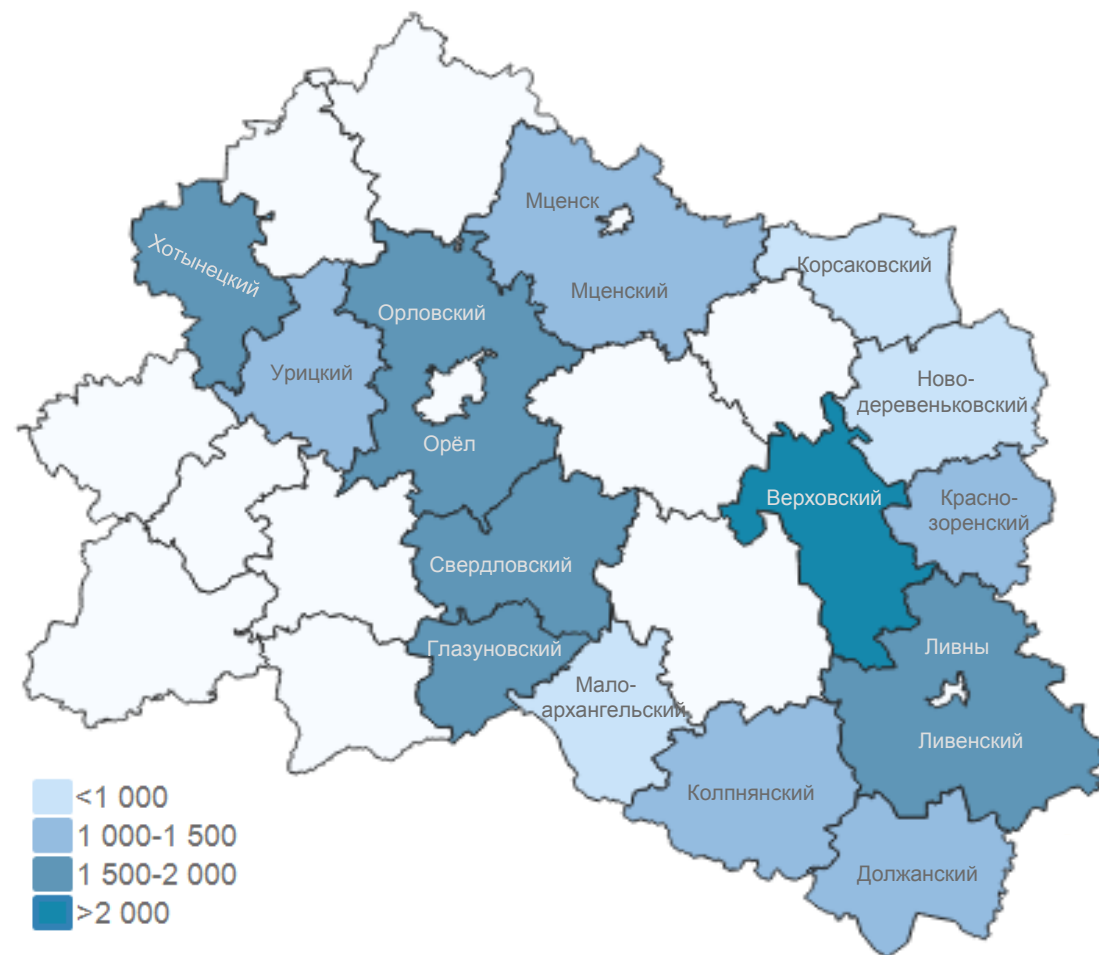 Мценск
Корсаковский
Хотынецкий
Мценский
Орловский
Урицкий
Ново-
деревеньковский
Орёл
Верховский
Красно-
зоренский
Свердловский
Глазуновский
Ливны
Мало-
архангельский
Ливенский
Колпнянский
Должанский
<1 000
1 000-1 500
1 500-2 000
>2 000